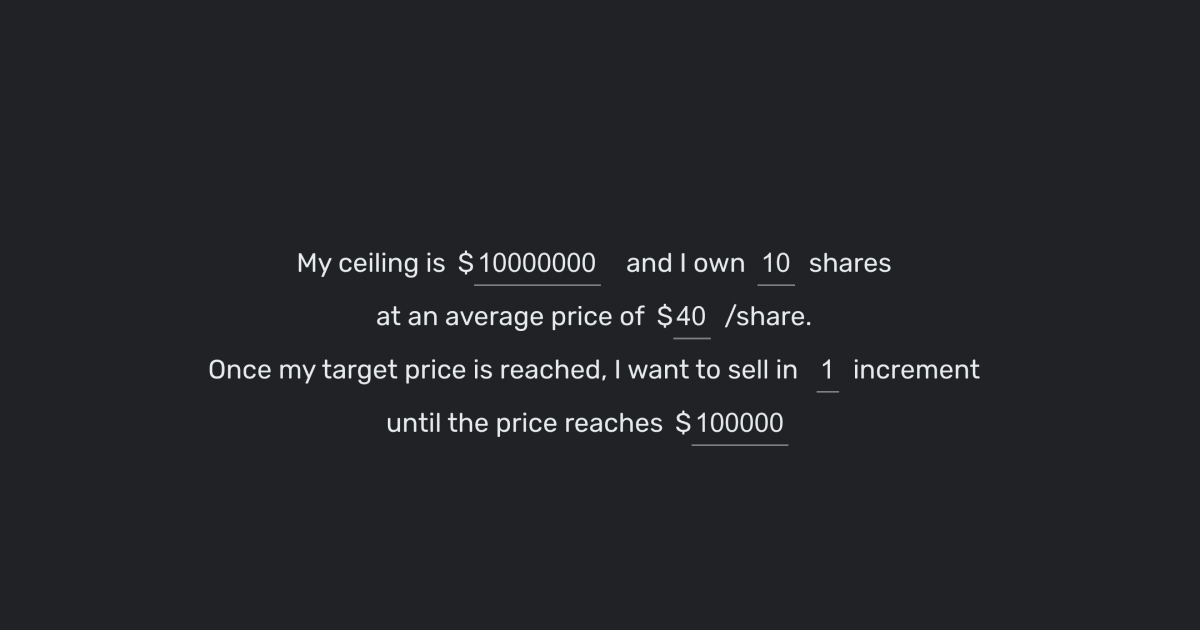 My ceiling is $10000000 and I own 10 shares
at an average price of $40 /share.
Once my target price is reached, I want to sell in 1 increment
until the price reaches $100000